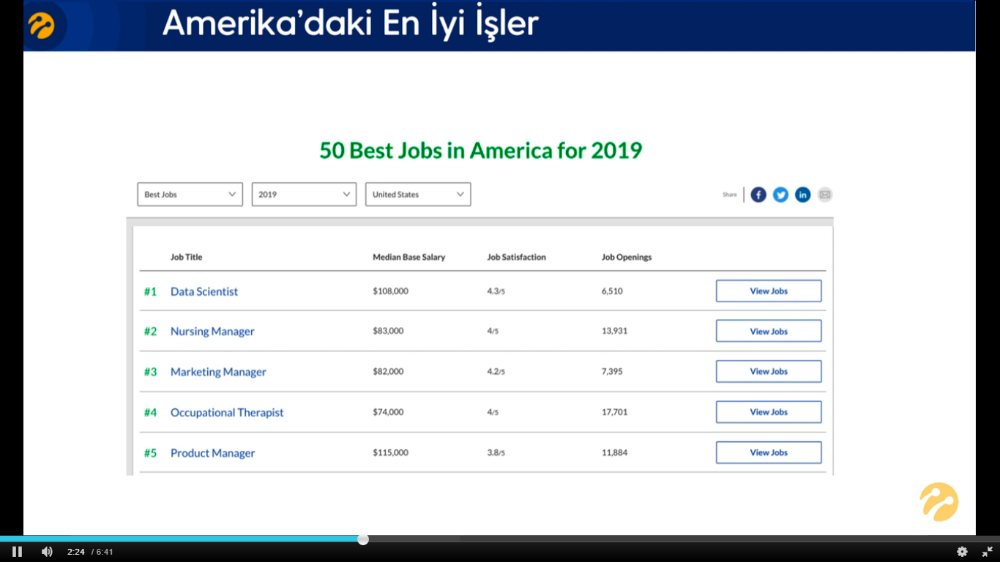 Amerika’daki En İyi İşler
50 Best Jobs in America for 2019
Best Jobs 2019 United States Share
Job Title Median Base Salary Job Satisfaction Job Openings
#1 Data Scientist $108,000 4.3/5 6,510 View Jobs
#2 Nursing Manager $83,000 4/5 13,931 View Jobs
#3 Marketing Manager $82,000 4.2/5 7,395 View Jobs
#4 Occupational Therapist $74,000 4/5 17,701 View Jobs
#5 Product Manager $115,000 3.8/5 11,884 View Jobs
2:24 / 6:41